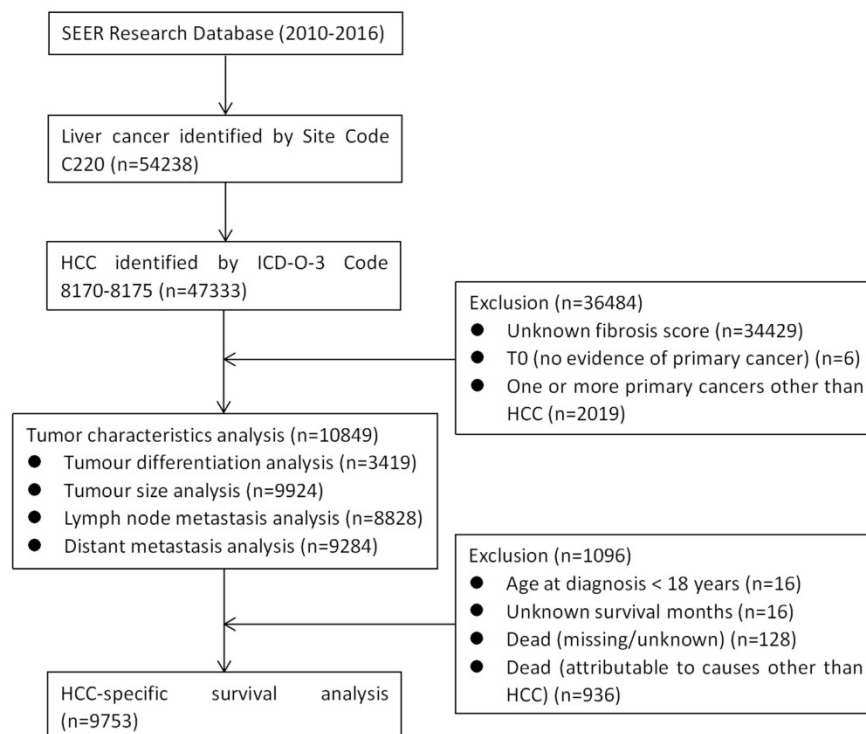 SEER Research Database (2010-2016)
Liver cancer identified by Site Code
C220 (n=54238)
HCC identified by ICD-O-3 Code
8170-8175 (n=47333)
Exclusion (n=36484)
● Unknown fibrosis score (n=34429)
● T0 (no evidence of primary cancer) (n=6)
● One or more primary cancers other than
HCC (n=2019)
Tumor characteristics analysis (n=10849)
● Tumour differentiation analysis (n=3419)
● Tumour size analysis (n=9924)
● Lymph node metastasis analysis (n=8828)
● Distant metastasis analysis (n=9284)
Exclusion (n=1096)
● Age at diagnosis < 18 years (n=16)
● Unknown survival months (n=16)
● Dead (missing/unknown) (n=128)
● Dead (attributable to causes other than
HCC) (n=936)
HCC-specific survival analysis
(n=9753)